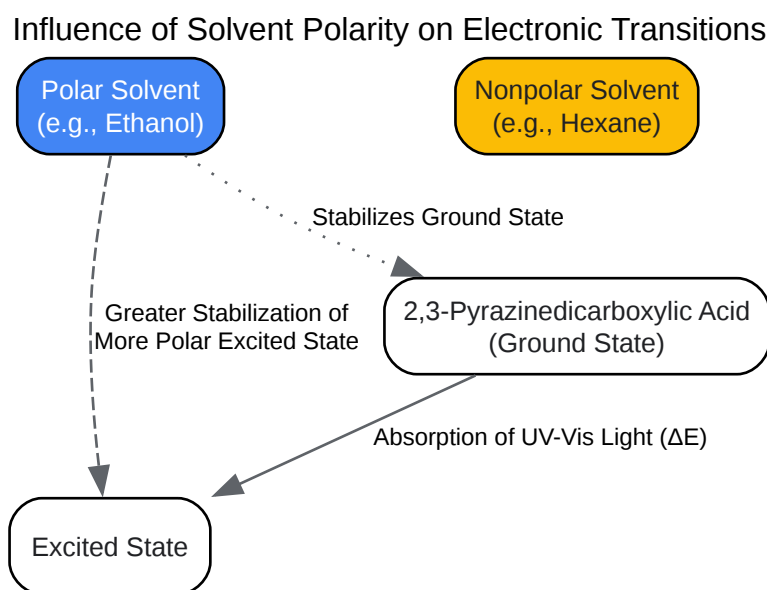 Influence of Solvent Polarity on Electronic Transitions
Polar Solvent
(e.g., Ethanol)
Nonpolar Solvent
(e.g., Hexane)
Stabilizes Ground State
Greater Stabilization of
More Polar Excited State
2,3-Pyrazinedicarboxylic Acid
(Ground State)
Absorption of UV-Vis Light (ΔE)
Excited State